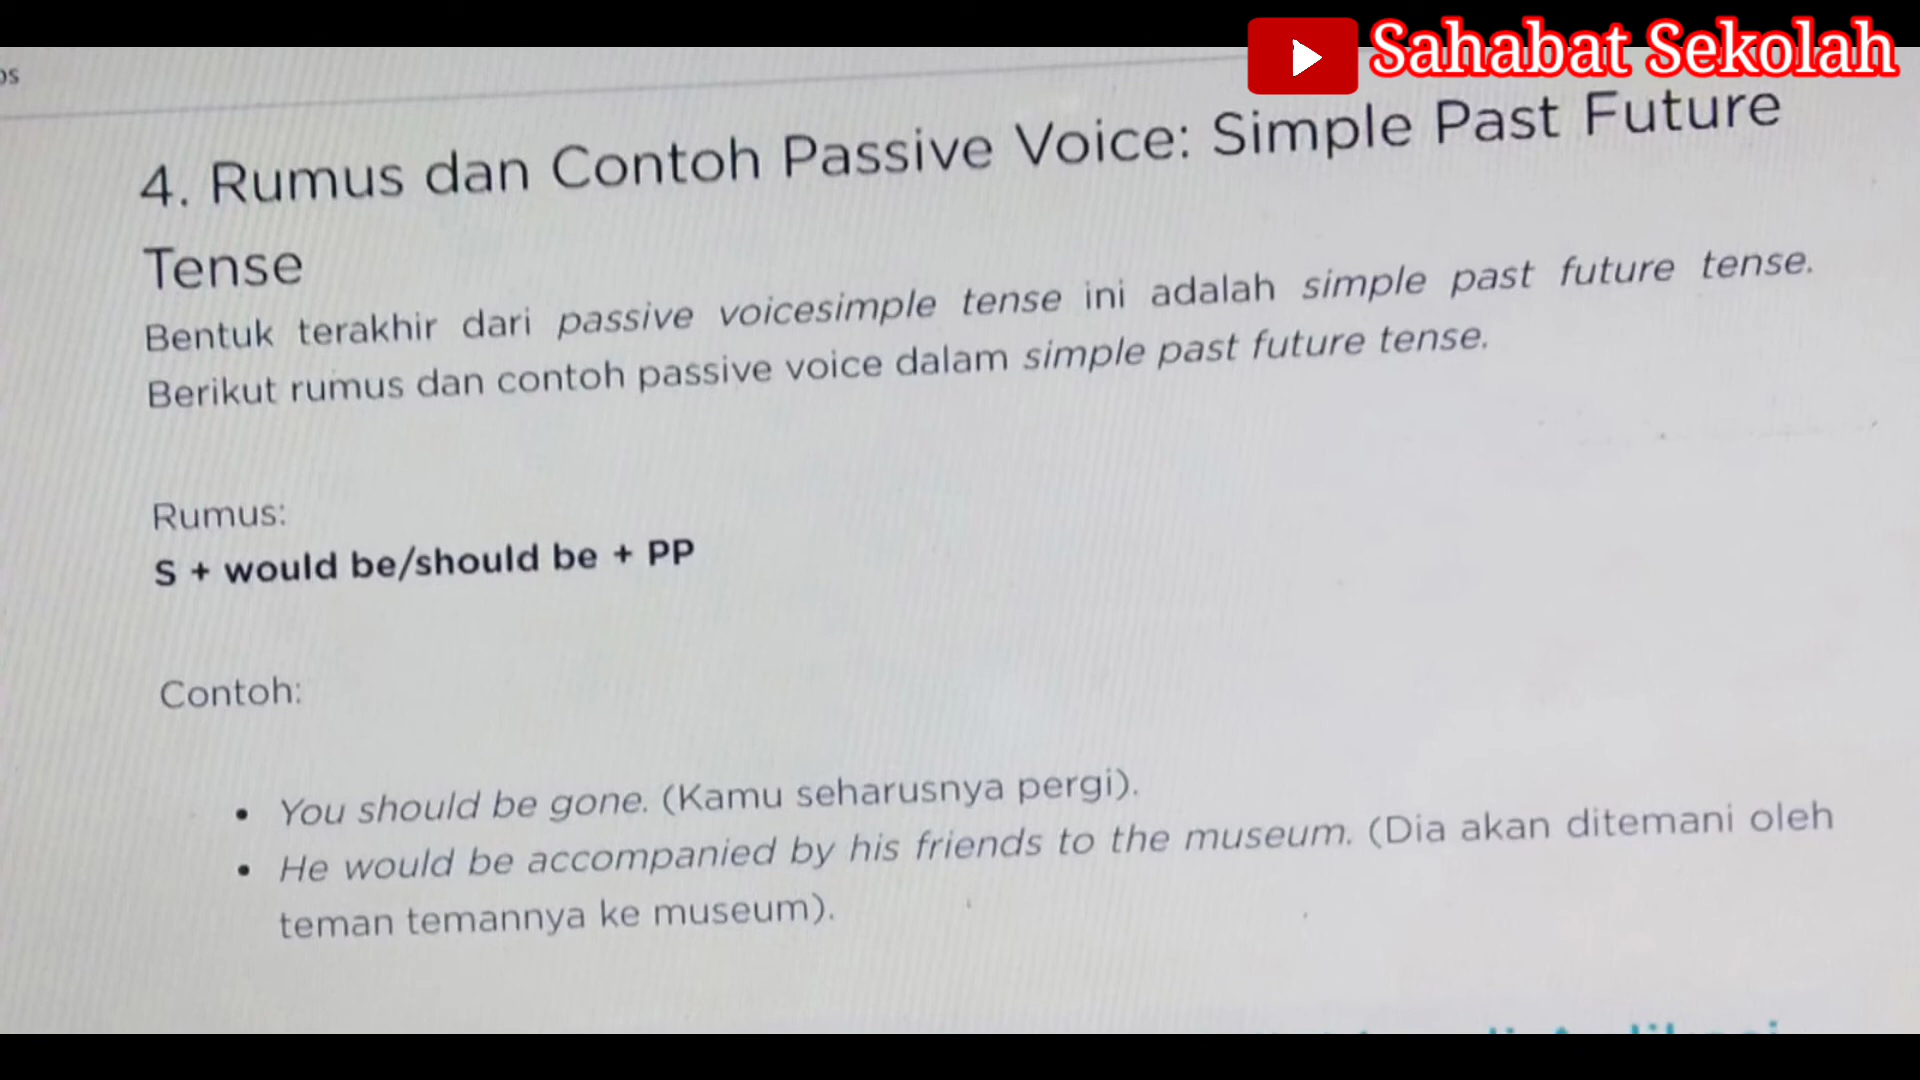 Sahabat Sekolah
4. Rumus dan Contoh Passive Voice: Simple Past Future
Tense
Bentuk terakhir dari passive voicesimple tense ini adalah simple past future tense.
Berikut rumus dan contoh passive voice dalam simple past future tense.
Rumus:
S + would be/should be + PP
Contoh:
• You should be gone. (Kamu seharusnya pergi).
• He would be accompanied by his friends to the museum. (Dia akan ditemani oleh
teman temannya ke museum).